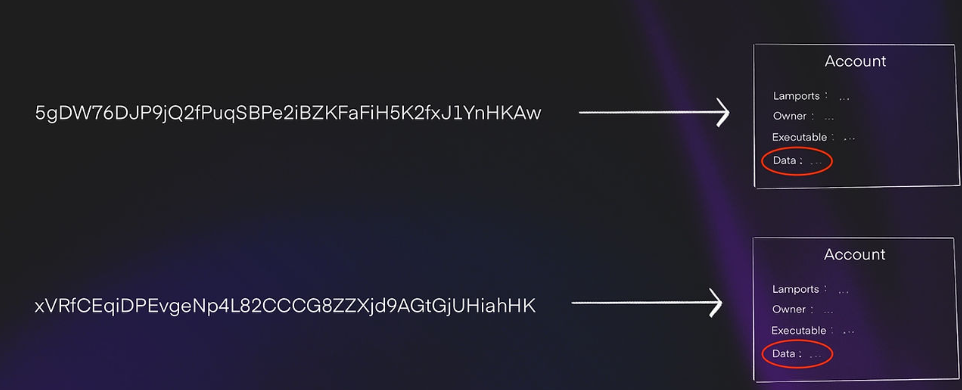 Account
5gDW76DJP9jQ2fPuqSBPe2iBZKFaFiH5K2fxJ1YnHKAw
Lamports : ...
Owner : ...
Executable : ...
Data : ...
Account
xVRfCEqiDPEvgeNp4L82CCCG8ZZXjd9AGtGjUHiahHK
Lamports : ...
Owner : ...
Executable : ...
Data : ...